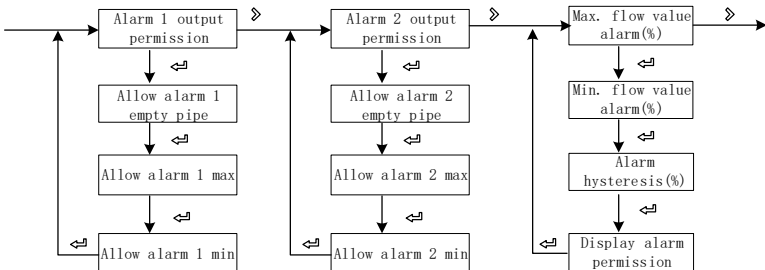 Alarm 1 output
permission
Allow alarm 1
empty pipe
Allow alarm 1 max
Allow alarm 1 min
Alarm 2 output
permission
Allow alarm 2
empty pipe
Allow alarm 2 max
Allow alarm 2 min
Max. flow value
alarm(%)
Min. flow value
alarm(%)
Alarm
hysteresis(%)
Display alarm
permission